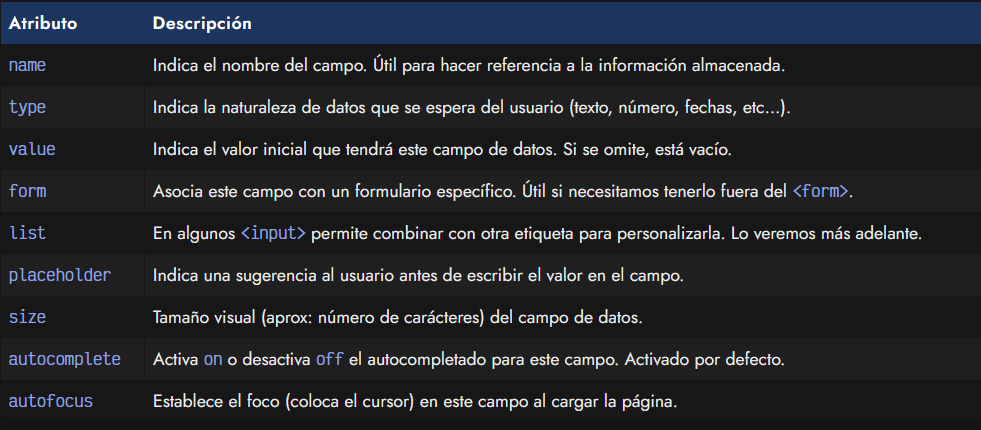 Atributo Descripción
name Indica el nombre del campo. Útil para hacer referencia a la información almacenada.
type Indica la naturaleza de datos que se espera del usuario (texto, número, fechas, etc...).
value Indica el valor inicial que tendrá este campo de datos. Si se omite, está vacío.
form Asocia este campo con un formulario específico. Útil si necesitamos tenerlo fuera del <form>.
list En algunos <input> permite combinar con otra etiqueta para personalizarla. Lo veremos más adelante.
placeholder Indica una sugerencia al usuario antes de escribir el valor en el campo.
size Tamaño visual (aprox: número de carácteres) del campo de datos.
autocomplete Activa on o desactiva off el autocompletado para este campo. Activado por defecto.
autofocus Establece el foco (coloca el cursor) en este campo al cargar la página.